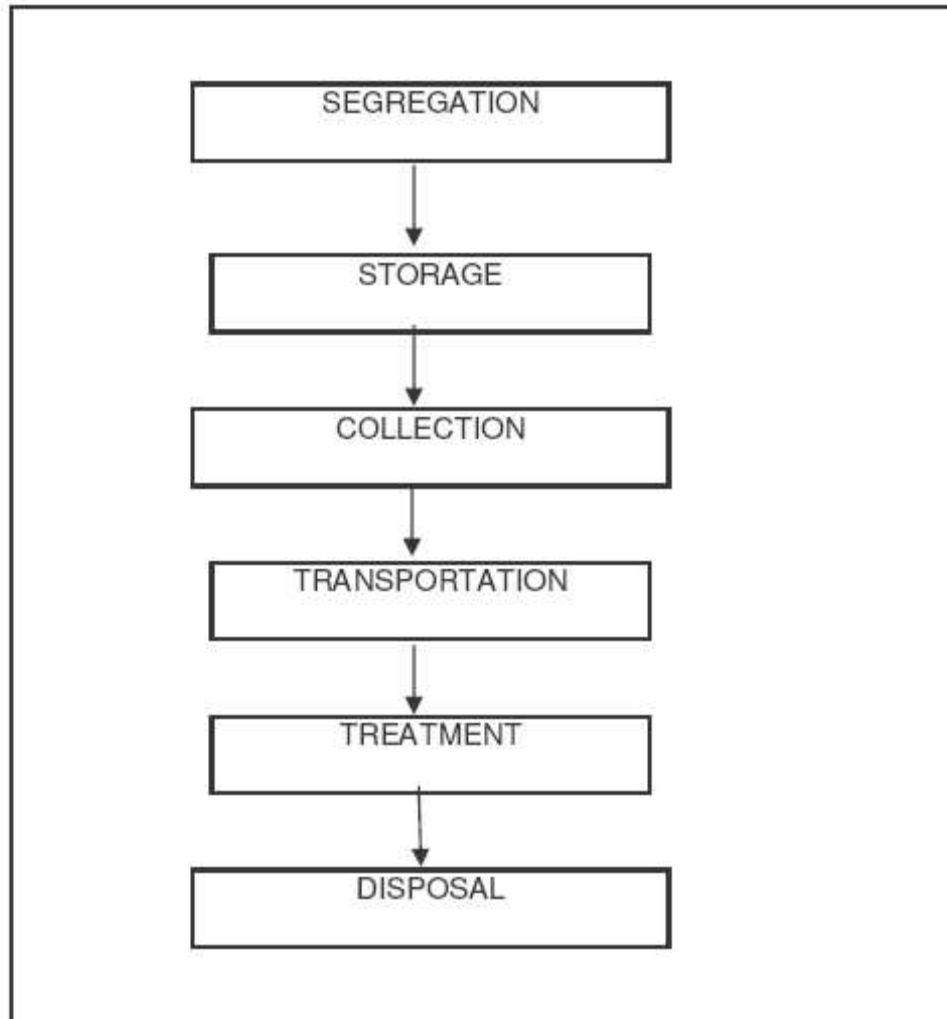 SEGREGATION
STORAGE
COLLECTION
TRANSPORTATION
TREATMENT
DISPOSAL